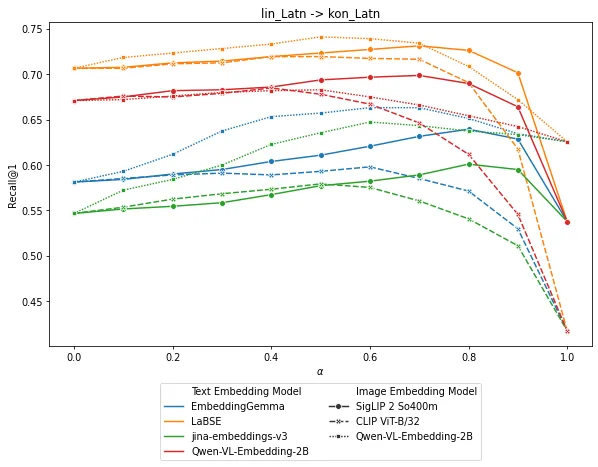 lin_Latn -> kon_Latn
Recall@1
0.75
0.70
0.65
0.60
0.55
0.50
0.45
0.0 0.2 0.4 0.6 0.8 1.0
α
Text Embedding Model
EmbeddingGemma
LaBSE
jina-embeddings-v3
Qwen-VL-Embedding-2B
Image Embedding Model
SigLIP 2 So400m
CLIP ViT-B/32
Qwen-VL-Embedding-2B